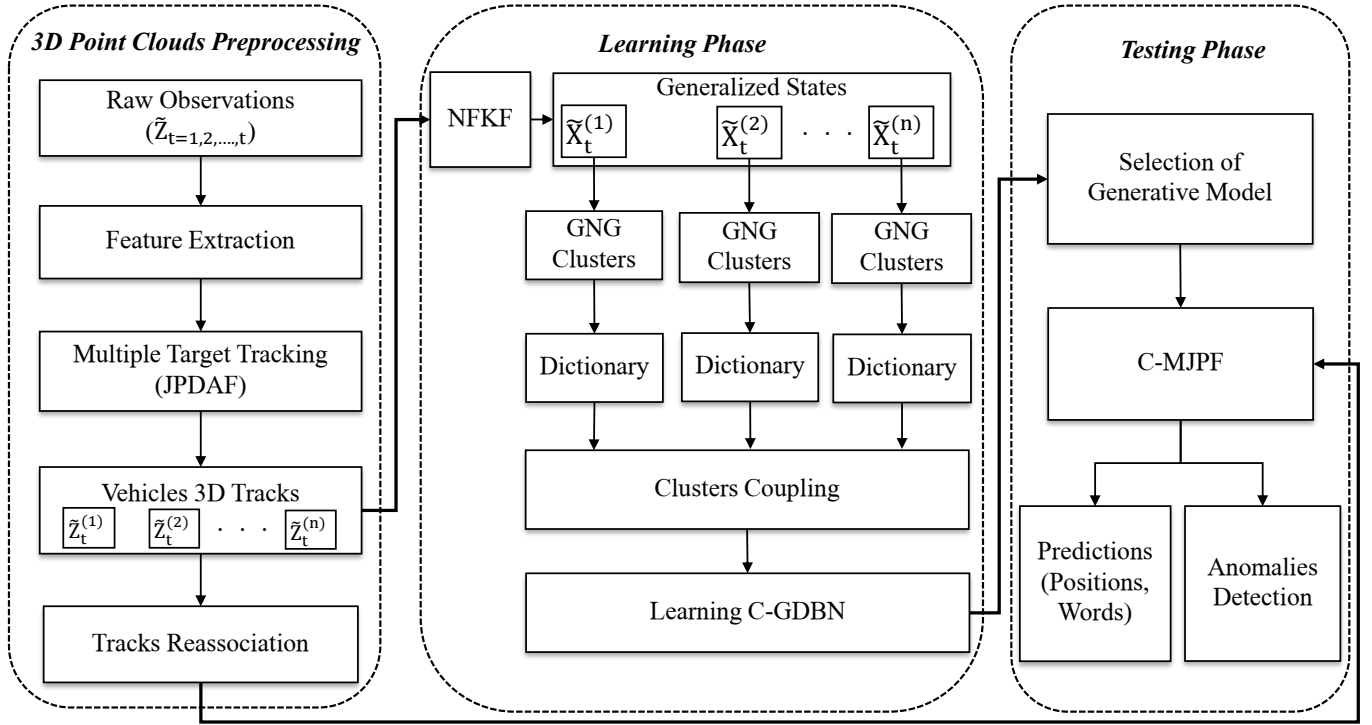 3D Point Clouds Preprocessing
Raw Observations
(Z̃t=1,2,....,t)
Feature Extraction
Multiple Target Tracking
(JPDAF)
Vehicles 3D Tracks
Z̃t(1) Z̃t(2) · · · Z̃t(n)
Tracks Reassociation
Learning Phase
NFKF
Generalized States
X̃t(1) X̃t(2) · · · X̃t(n)
GNG
Clusters
GNG
Clusters
GNG
Clusters
Dictionary
Dictionary
Dictionary
Clusters Coupling
Learning C-GDBN
Testing Phase
Selection of
Generative Model
C-MJPF
Predictions
(Positions,
Words)
Anomalies
Detection